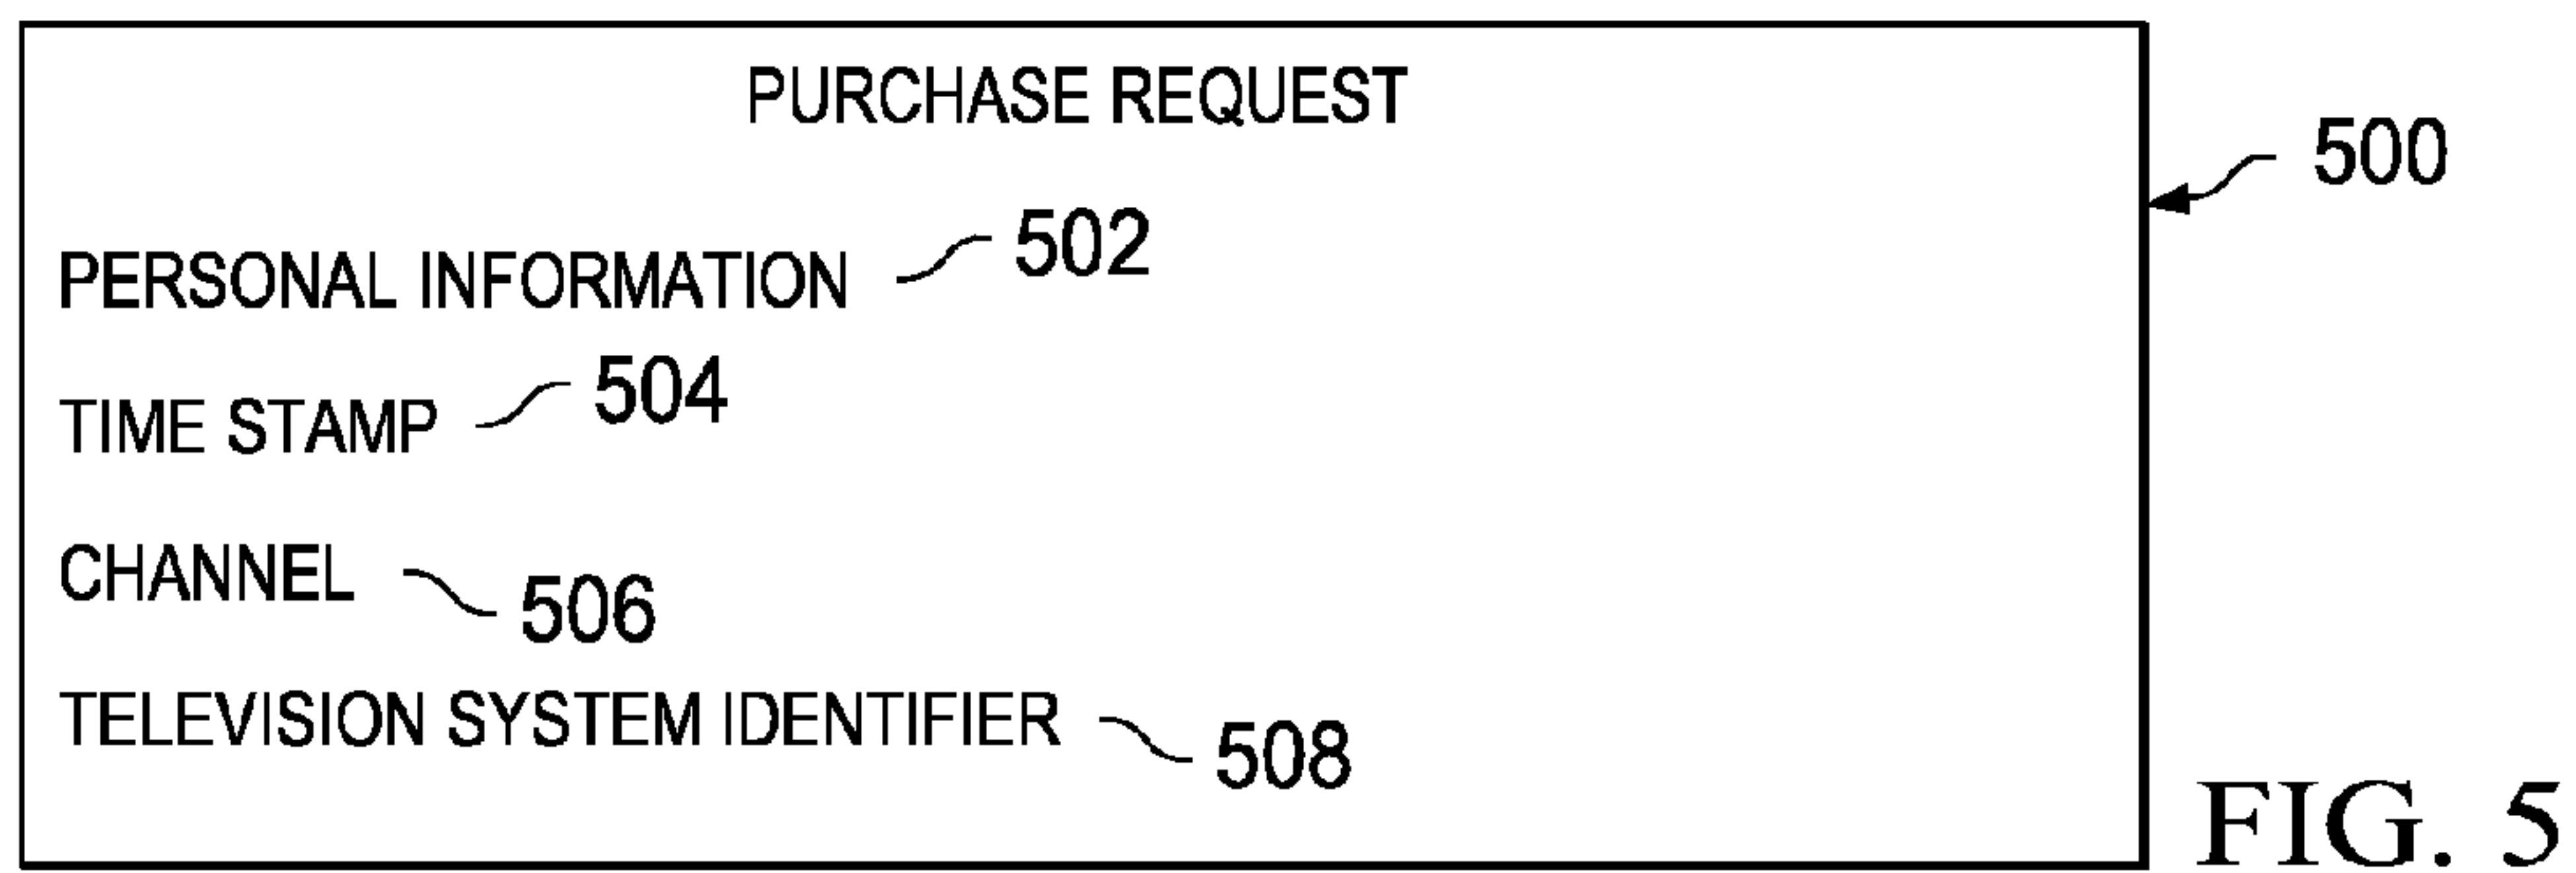 PURCHASE REQUEST
500
PERSONAL INFORMATION 502
TIME STAMP 504
CHANNEL 506
TELEVISION SYSTEM IDENTIFIER 508
FIG. 5